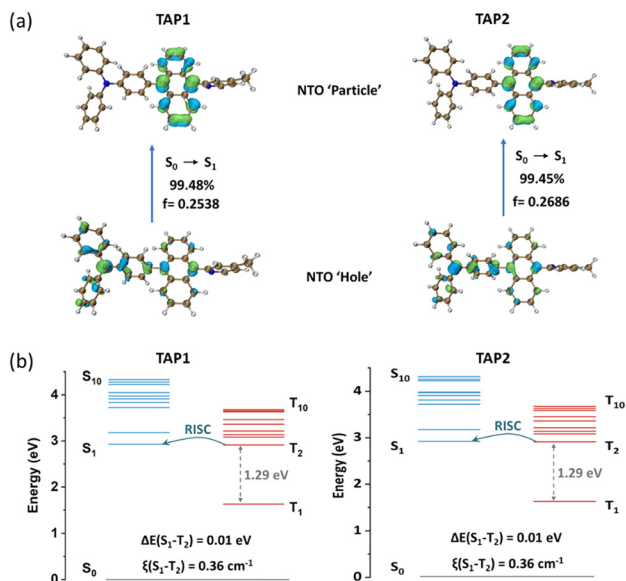 (a)
TAP1
TAP2
NTO 'Particle'
S0 → S1
99.48%
f= 0.2538
S0 → S1
99.45%
f= 0.2686
NTO 'Hole'
(b)
TAP1
TAP2
Energy (eV)
4
3
2
1
0
S10
S1
S0
RISC
T10
T2
1.29 eV
T1
ΔE(S1-T2) = 0.01 eV
ξ(S1-T2) = 0.36 cm-1
Energy (eV)
4
3
2
1
0
S10
S1
S0
RISC
T10
T2
1.29 eV
T1
ΔE(S1-T2) = 0.01 eV
ξ(S1-T2) = 0.36 cm-1